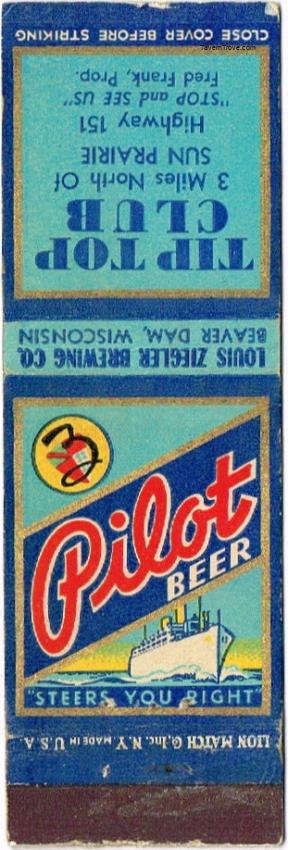 TavernTrove.com
CLOSE COVER BEFORE STRIKING
TIP TOP
CLUB
3 Miles North Of
SUN PRAIRIE
Highway 151
"STOP and SEE US"
Fred Frank, Prop.
LOUIS ZIEGLER BREWING CO.
BEAVER DAM, WISCONSIN
Pilot
BEER
"STEERS YOU RIGHT"
LION MATCH CO., INC. N.Y. MADE IN U.S.A.